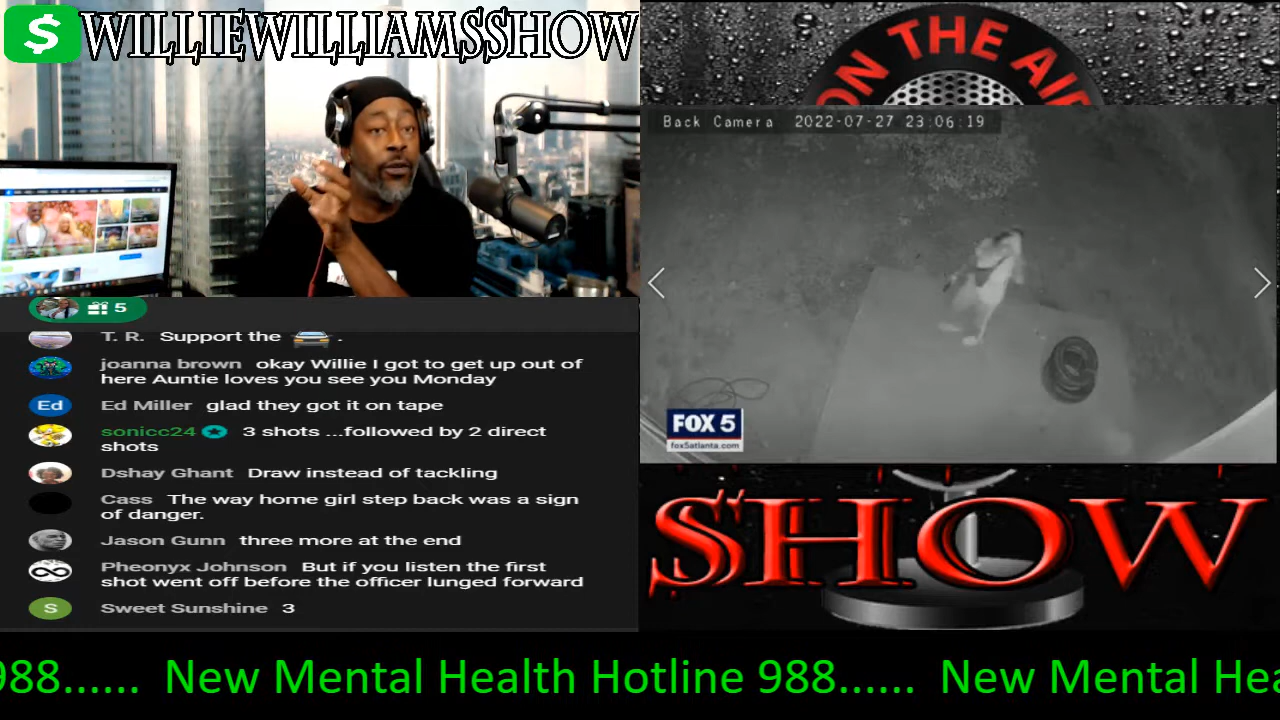 $ WILLIEWILLIAMSSHOW
ON THE AIR
Back Camera 2022-07-27 23:06:19
FOX 5
fox5atlanta.com
5
T. R. Support the .
joanna brown okay Willie I got to get up out of
here Auntie loves you see you Monday
Ed Ed Miller glad they got it on tape
sonicc24 3 shots ...followed by 2 direct
shots
Dshay Ghant Draw instead of tackling
Cass The way home girl step back was a sign
of danger.
Jason Gunn three more at the end
Pheonyx Johnson But if you listen the first
shot went off before the officer lunged forward
S Sweet Sunshine 3
SHOW
988...... New Mental Health Hotline 988...... New Mental Hea